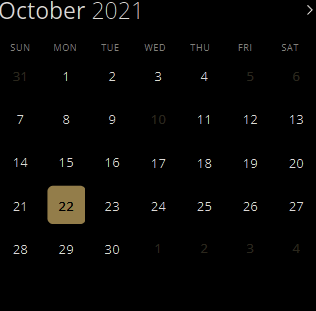 October 2021
SUN MON TUE WED THU FRI SAT
31 1 2 3 4 5 6
7 8 9 10 11 12 13
14 15 16 17 18 19 20
21 22 23 24 25 26 27
28 29 30 1 2 3 4